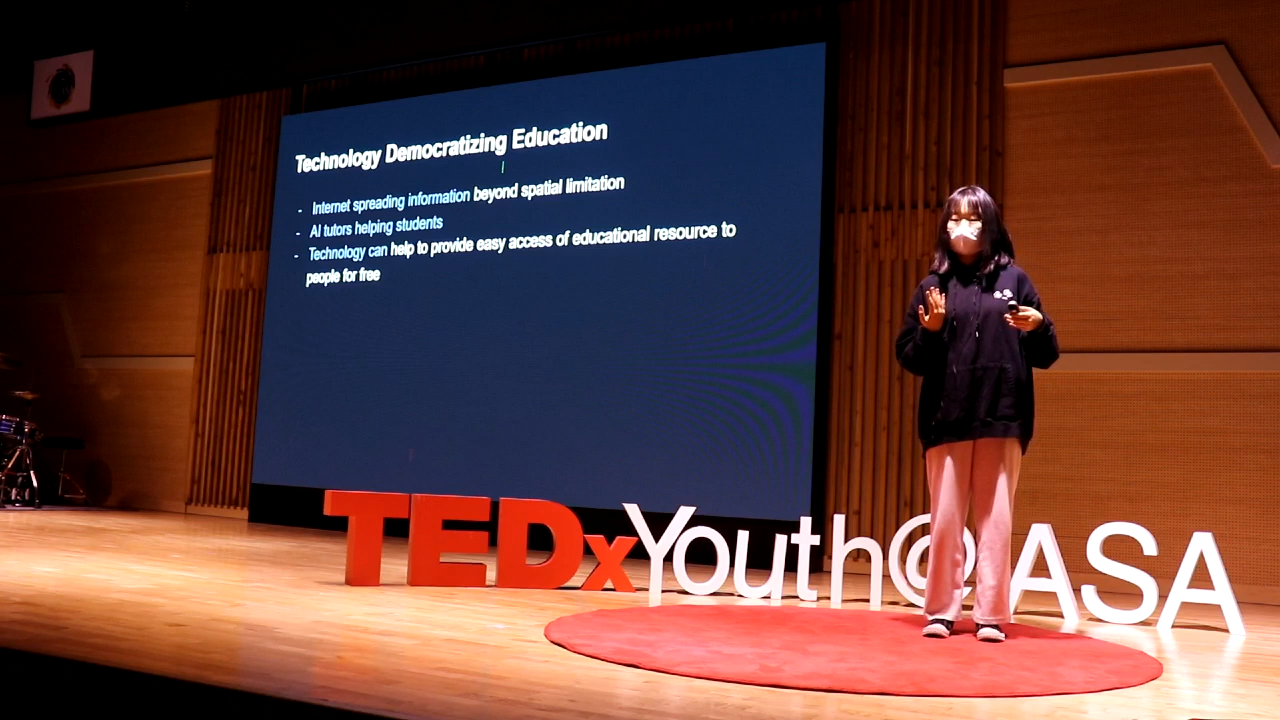 Technology Democratizing Education
- Internet spreading information beyond spatial limitation
- AI tutors helping students
- Technology can help to provide easy access of educational resource to
people for free
TEDxYouth@ASA